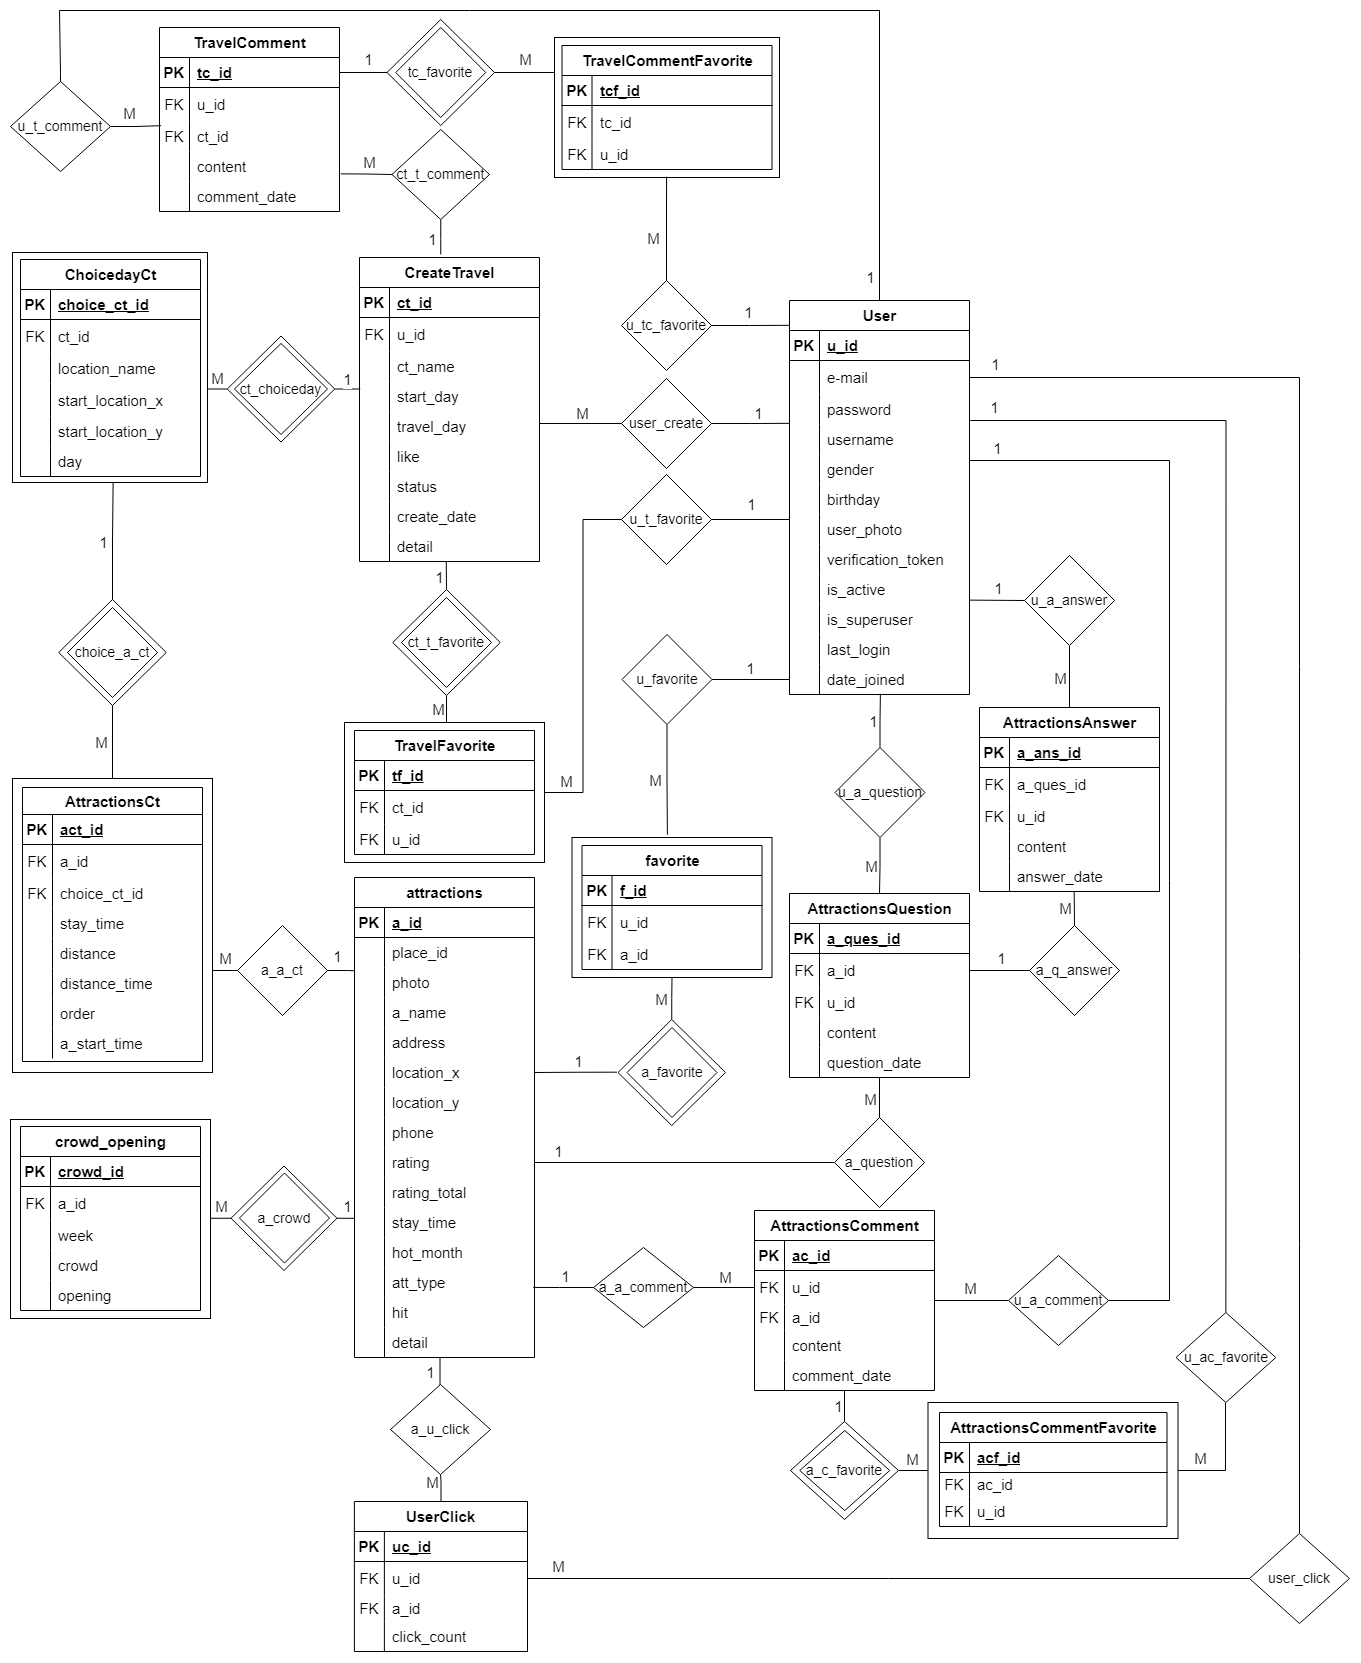 TravelComment
PK tc_id
FK u_id
FK ct_id
content
comment_date
1
tc_favorite
M
TravelCommentFavorite
PK tcf_id
FK tc_id
FK u_id
u_t_comment
M
M
ct_t_comment
1
M
1
ChoicedayCt
PK choice_ct_id
FK ct_id
location_name
start_location_x
start_location_y
day
M
ct_choiceday
1
CreateTravel
PK ct_id
FK u_id
ct_name
start_day
travel_day
like
status
create_date
detail
u_tc_favorite
1
M
user_create
1
u_t_favorite
1
User
PK u_id
e-mail
password
username
gender
birthday
user_photo
verification_token
is_active
is_superuser
last_login
date_joined
1
1
1
1
u_a_answer
M
1
choice_a_ct
M
1
ct_t_favorite
M
u_favorite
1
M
1
u_a_question
M
TravelFavorite
PK tf_id
FK ct_id
FK u_id
M
AttractionsAnswer
PK a_ans_id
FK a_ques_id
FK u_id
content
answer_date
M
AttractionsCt
PK act_id
FK a_id
FK choice_ct_id
stay_time
distance
distance_time
order
a_start_time
M
a_a_ct
1
attractions
PK a_id
place_id
photo
a_name
address
location_x
location_y
phone
rating
rating_total
stay_time
hot_month
att_type
hit
detail
favorite
PK f_id
FK u_id
FK a_id
M
1
a_favorite
AttractionsQuestion
PK a_ques_id
FK a_id
FK u_id
content
question_date
1
a_q_answer
M
1
a_question
crowd_opening
PK crowd_id
FK a_id
week
crowd
opening
M
a_crowd
1
1
a_a_comment
M
AttractionsComment
PK ac_id
FK u_id
FK a_id
content
comment_date
M
u_a_comment
u_ac_favorite
1
a_u_click
M
1
a_c_favorite
M
AttractionsCommentFavorite
PK acf_id
FK ac_id
FK u_id
M
UserClick
PK uc_id
FK u_id
FK a_id
click_count
M
user_click